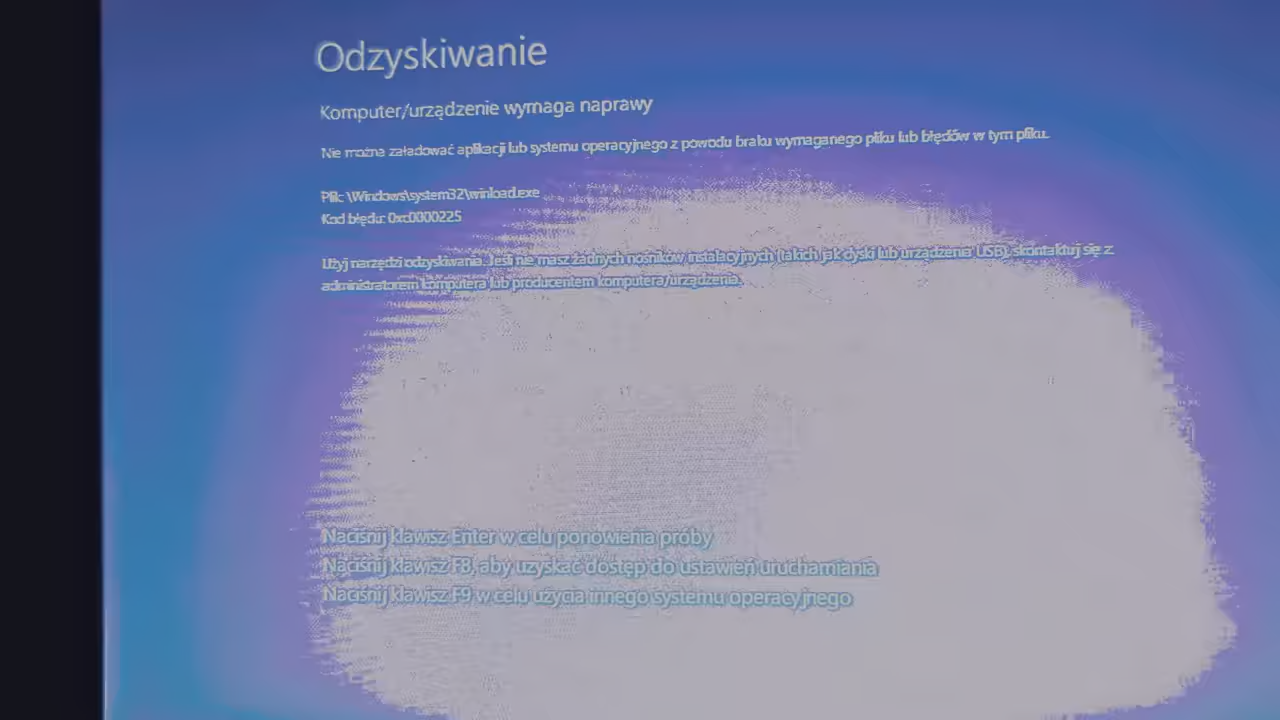 Odzyskiwanie
Komputer/urządzenie wymaga naprawy
Nie można załadować aplikacji lub systemu operacyjnego z powodu braku wymaganego pliku lub błędów w tym pliku.
Plik: \Windows\system32\winload.exe
Kod błędu: 0xc0000225
Użyj narzędzi odzyskiwania. Jeśli nie masz żadnych nośników instalacyjnych (takich jak dyski lub urządzenia USB), skontaktuj się z
administratorem komputera lub producentem komputera/urządzenia.
Naciśnij klawisz Enter w celu ponowienia próby
Naciśnij klawisz F8, aby uzyskać dostęp do ustawień uruchamiania
Naciśnij klawisz F9 w celu użycia innego systemu operacyjnego